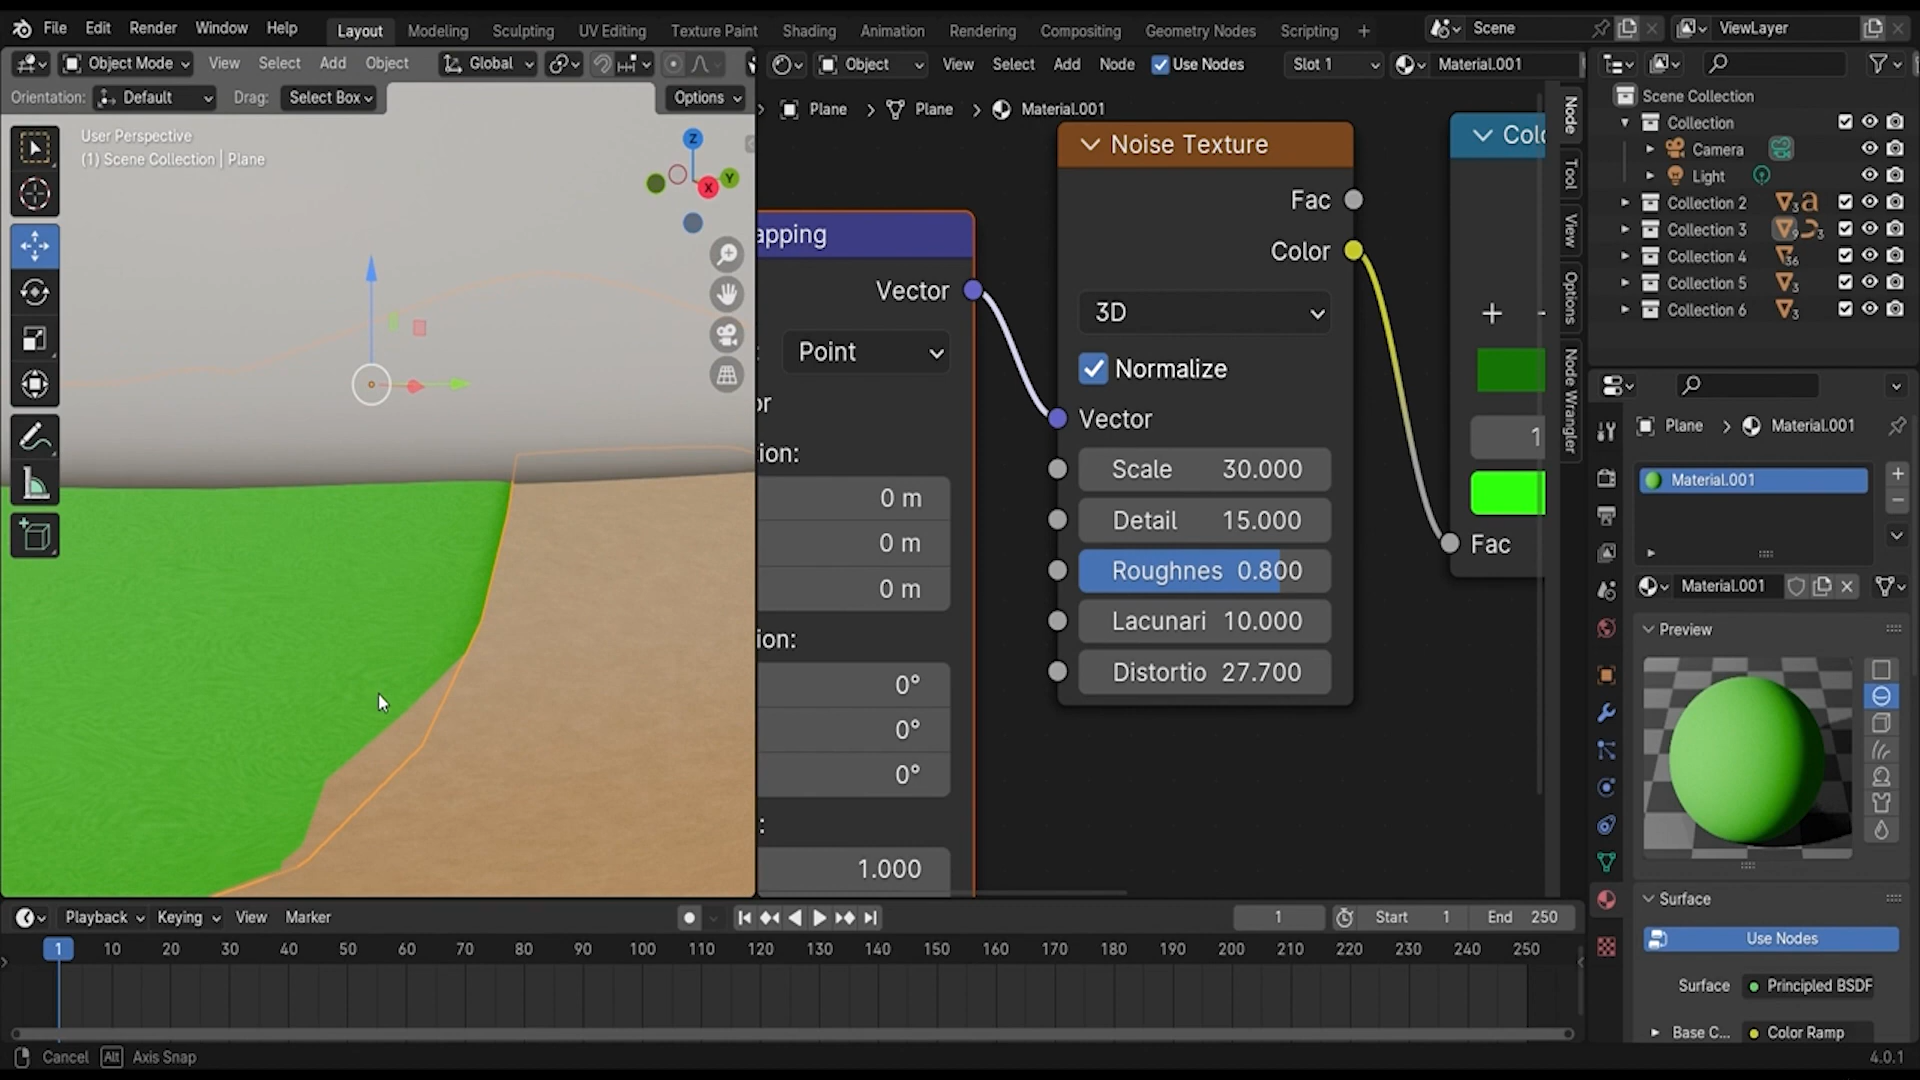 File Edit Render Window Help Layout Modeling Sculpting UV Editing Texture Paint Shading Animation Rendering Compositing Geometry Nodes Scripting + Scene ViewLayer
Object Mode View Select Add Object Global Object View Select Add Node Use Nodes Slot 1 Material.001
Orientation: Default Drag: Select Box Options
Plane > Plane > Material.001
User Perspective
(1) Scene Collection | Plane
Z
Y
X
apping
Vector
Point
or
ion:
0 m
0 m
0 m
ion:
0°
0°
0°
:
1.000
Noise Texture
Fac
Color
3D
Normalize
Vector
Scale 30.000
Detail 15.000
Roughnes 0.800
Lacunari 10.000
Distortio 27.700
Colo
+ -
1
Fac
Node
Tool
View
Options
Node Wrangler
Scene Collection
Collection
Camera
Light
Collection 2 3
Collection 3 9 3
Collection 4 36
Collection 5 3
Collection 6 3
Plane > Material.001
Material.001
Material.001
Preview
Surface
Use Nodes
Surface Principled BSDF
Base C... Color Ramp
Playback Keying View Marker 1 Start 1 End 250
1 10 20 30 40 50 60 70 80 90 100 110 120 130 140 150 160 170 180 190 200 210 220 230 240 250
Cancel Alt Axis Snap 4.0.1